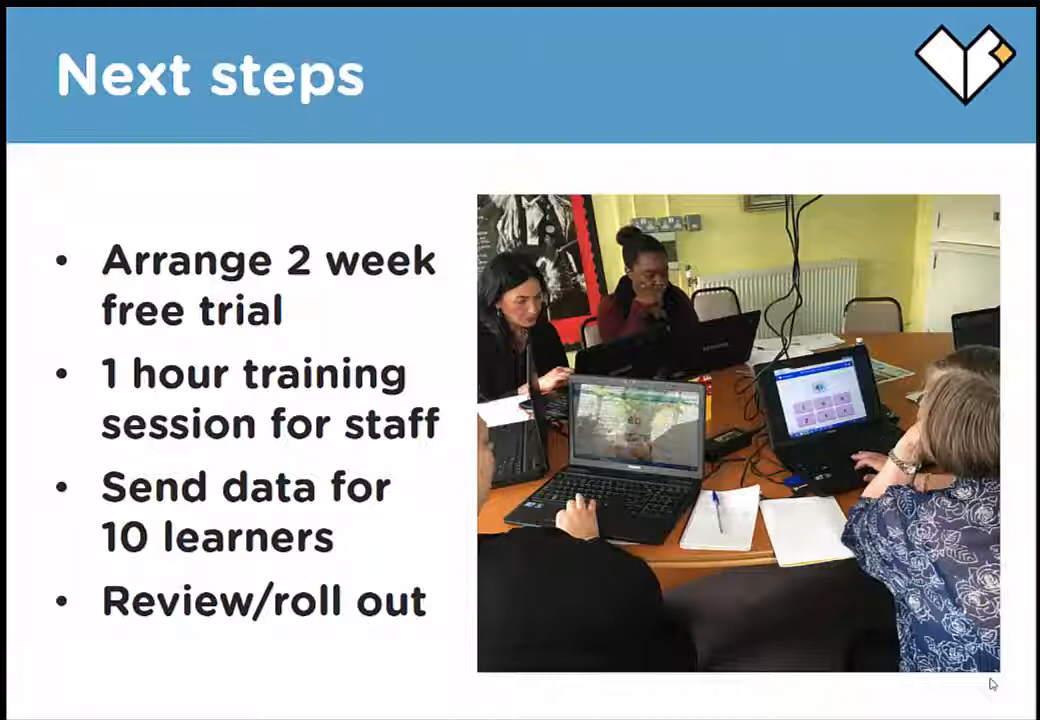 Next steps
• Arrange 2 week
free trial
• 1 hour training
session for staff
• Send data for
10 learners
• Review/roll out